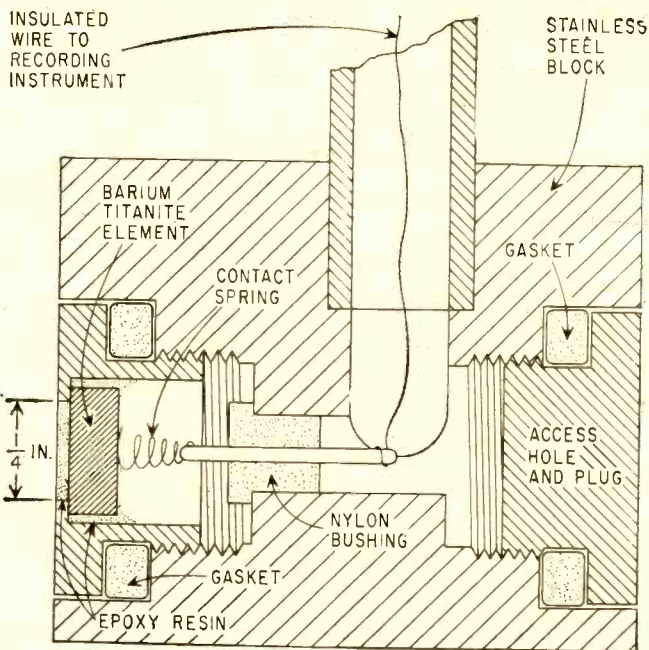 INSULATED
WIRE TO
RECORDING
INSTRUMENT
STAINLESS
STEEL
BLOCK
BARIUM
TITANITE
ELEMENT
CONTACT
SPRING
GASKET
1/4 IN.
ACCESS
HOLE
AND PLUG
NYLON
BUSHING
GASKET
EPOXY RESIN